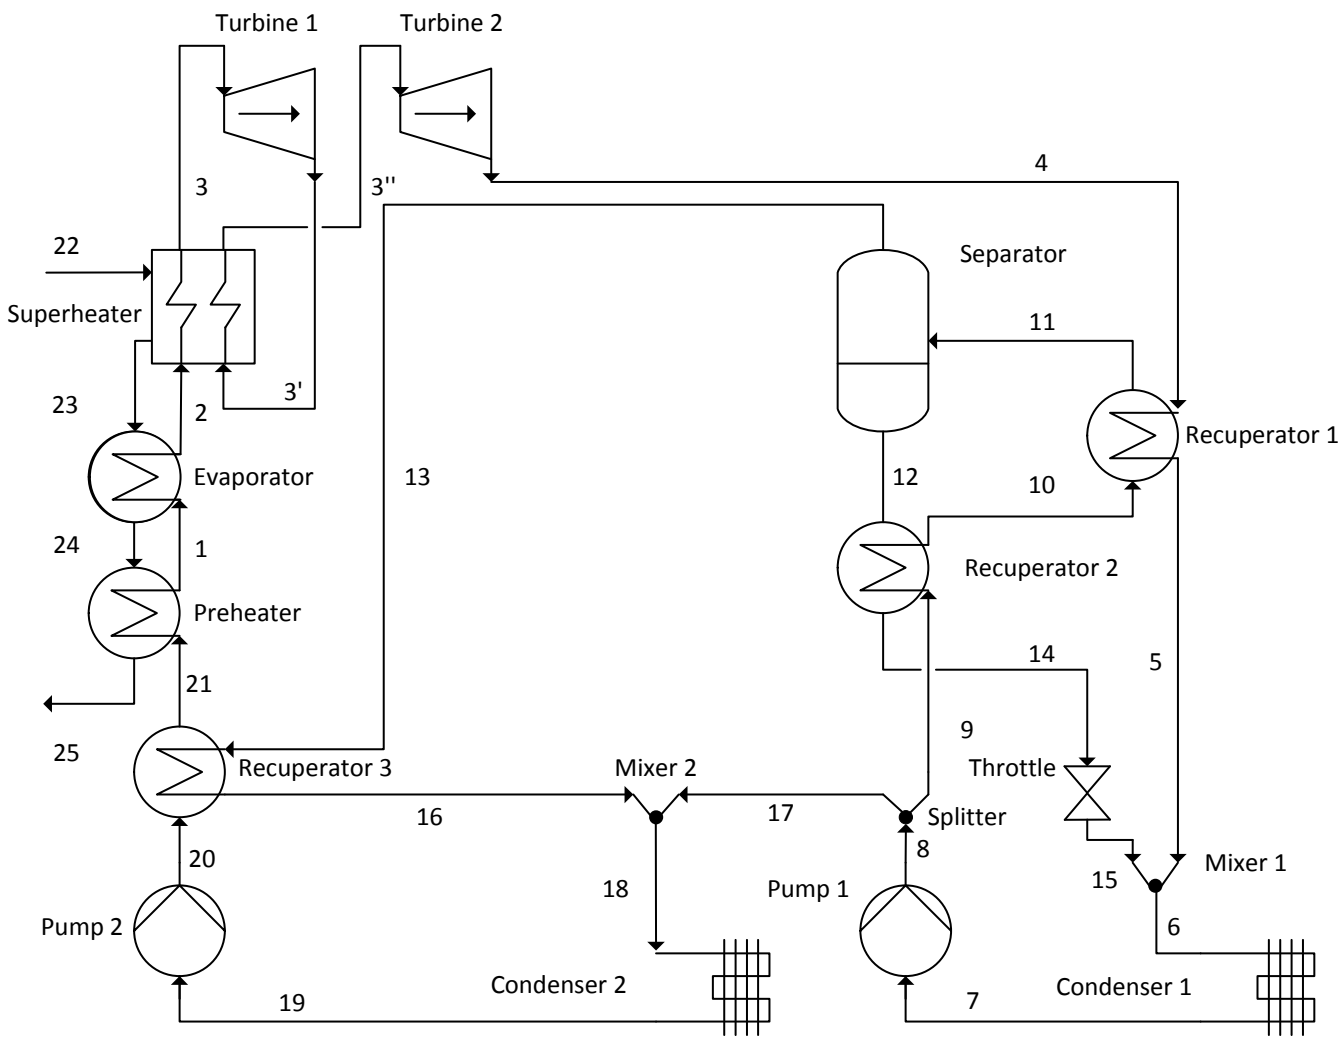 Turbine 1
Turbine 2
4
3
3''
22
Separator
Superheater
11
3'
23
2
Recuperator 1
Evaporator
13
12
10
24
1
Recuperator 2
Preheater
14
5
21
9
25
Recuperator 3
Mixer 2
Throttle
16
17
Splitter
20
8
Mixer 1
18
Pump 1
15
Pump 2
6
Condenser 2
Condenser 1
19
7